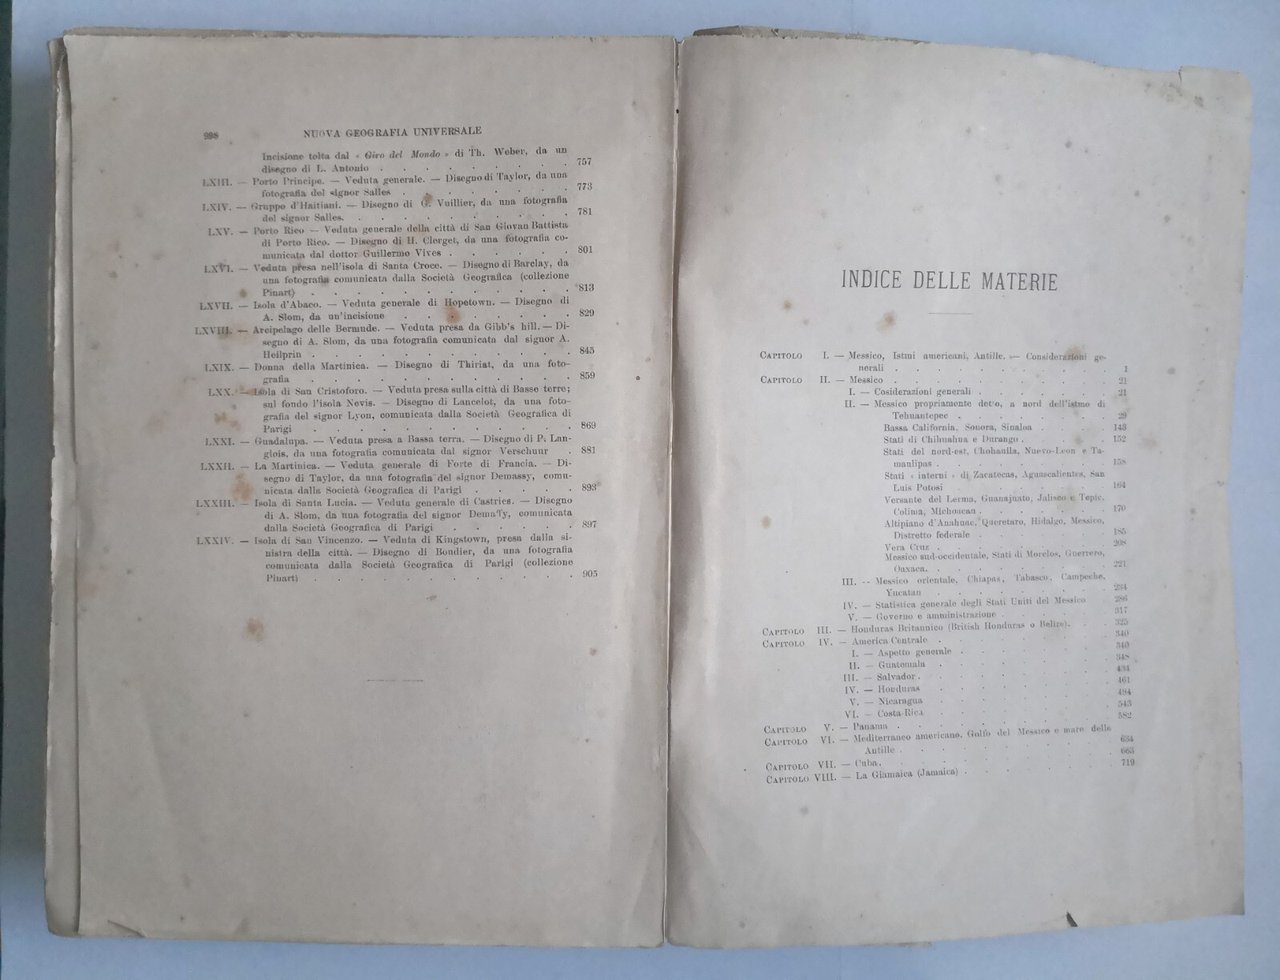 998 NUOVA GEOGRAFIA UNIVERSALE
Incisione tolta dal « Giro del Mondo » di Th. Weber, da un
disegno di L. Antonio . . . . . . . . . 757
LXIII. — Porto Principe. — Veduta generale. — Disegno di Taylor, da una
fotografia del signor Salles . . . . . . . . 773
LXIV. — Gruppo d'Haitiani. — Disegno di G. Vuillier, da una fotografia
del signor Salles. . . . . . . . . . 781
LXV. — Porto Rico — Veduta generale della città di San Giovan Battista
di Porto Rico. — Disegno di H. Clerget, da una fotografia co-
municata dal dottor Guillermo Vives . . . . . . 801
LXVI. — Veduta presa nell'isola di Santa Croce. — Disegno di Barclay, da
una fotografia comunicata dalla Società Geografica (collezione
Pinart) . . . . . . . . . . . . 813
LXVII. — Isola d'Abaco. — Veduta generale di Hopetown. — Disegno di
A. Slom, da un'incisione . . . . . . . . 829
LXVIII. — Arcipelago delle Bermude. — Veduta presa da Gibb's hill. — Di-
segno di A. Slom, da una fotografia comunicata dal signor A.
Heilprin . . . . . . . . . . . . 845
LXIX. — Donna della Martinica. — Disegno di Thiriat, da una foto-
grafia . . . . . . . . . . . . 859
LXX. — Isola di San Cristoforo. — Veduta presa sulla città di Basse terre;
sul fondo l'isola Nevis. — Disegno di Lancelot, da una foto-
grafia del signor Lyon, comunicata dalla Società Geografica di
Parigi . . . . . . . . . . . . 869
LXXI. — Guadalupa. — Veduta presa a Bassa terra. — Disegno di P. Lan-
glois, da una fotografia comunicata dal signor Verschuur . 881
LXXII. — La Martinica. — Veduta generale di Forte di Francia. — Di-
segno di Taylor, da una fotografia del signor Demassy, comu-
nicata dalla Società Geografica di Parigi . . . . . 893
LXXIII. — Isola di Santa Lucia. — Veduta generale di Castries. — Disegno
di A. Slom, da una fotografia del signor Demaſſy, comunicata
dalla Società Geografica di Parigi . . . . . . 897
LXXIV. — Isola di San Vincenzo. — Veduta di Kingstown, presa dalla si-
nistra della città. — Disegno di Boudier, da una fotografia
comunicata dalla Società Geografica di Parigi (collezione
Pinart) . . . . . . . . . . . . 905
INDICE DELLE MATERIE
CAPITOLO I. — Messico, Istmi americani, Antille. — Considerazioni ge-
nerali . . . . . . . . . . . 1
CAPITOLO II. — Messico . . . . . . . . . . . 21
I. — Cosiderazioni generali . . . . . . . 21
II. — Messico propriamente detto, a nord dell'istmo di
Tehuantepec . . . . . . . . 29
Bassa California, Sonora, Sinaloa . . . . 143
Stati di Chihuahua e Durango . . . . . 152
Stati del nord-est, Chohauila, Nuevo-Leon e Ta-
maulipas . . . . . . . . . 158
Stati « interni » di Zacatecas, Aguascalientes, San
Luis Potosi . . . . . . . . 164
Versante del Lerma, Guanajuato, Jalisco e Tepic,
Colima, Michoacan . . . . . . . 170
Altipiano d'Anahuac, Queretaro, Hidalgo, Messico,
Distretto federale . . . . . . . 185
Vera Cruz . . . . . . . . . 208
Messico sud-occidentale, Stati di Morelos, Guerrero,
Oaxaca. . . . . . . . . . 221
III. — Messico orientale, Chiapas, Tabasco, Campeche,
Yucatan . . . . . . . . . 234
IV. — Statistica generale degli Stati Uniti del Messico . 286
V. — Governo e amministrazione . . . . . . 317
CAPITOLO III. — Honduras Britannico (British Honduras o Belize). . . 325
CAPITOLO IV. — America Centrale . . . . . . . . . 340
I. — Aspetto generale . . . . . . . . 340
II. — Guatemala . . . . . . . . . 348
III. — Salvador . . . . . . . . . 434
IV. — Honduras . . . . . . . . . 461
V. — Nicaragua . . . . . . . . . 494
VI. — Costa-Rica . . . . . . . . . 543
CAPITOLO V. — Panama . . . . . . . . . . . 582
CAPITOLO VI. — Mediterraneo americano, Golfo del Messico e mare delle
Antille . . . . . . . . . . . 634
CAPITOLO VII. — Cuba. . . . . . . . . . . . 663
CAPITOLO VIII. — La Giamaica (Jamaica) . . . . . . . . 719